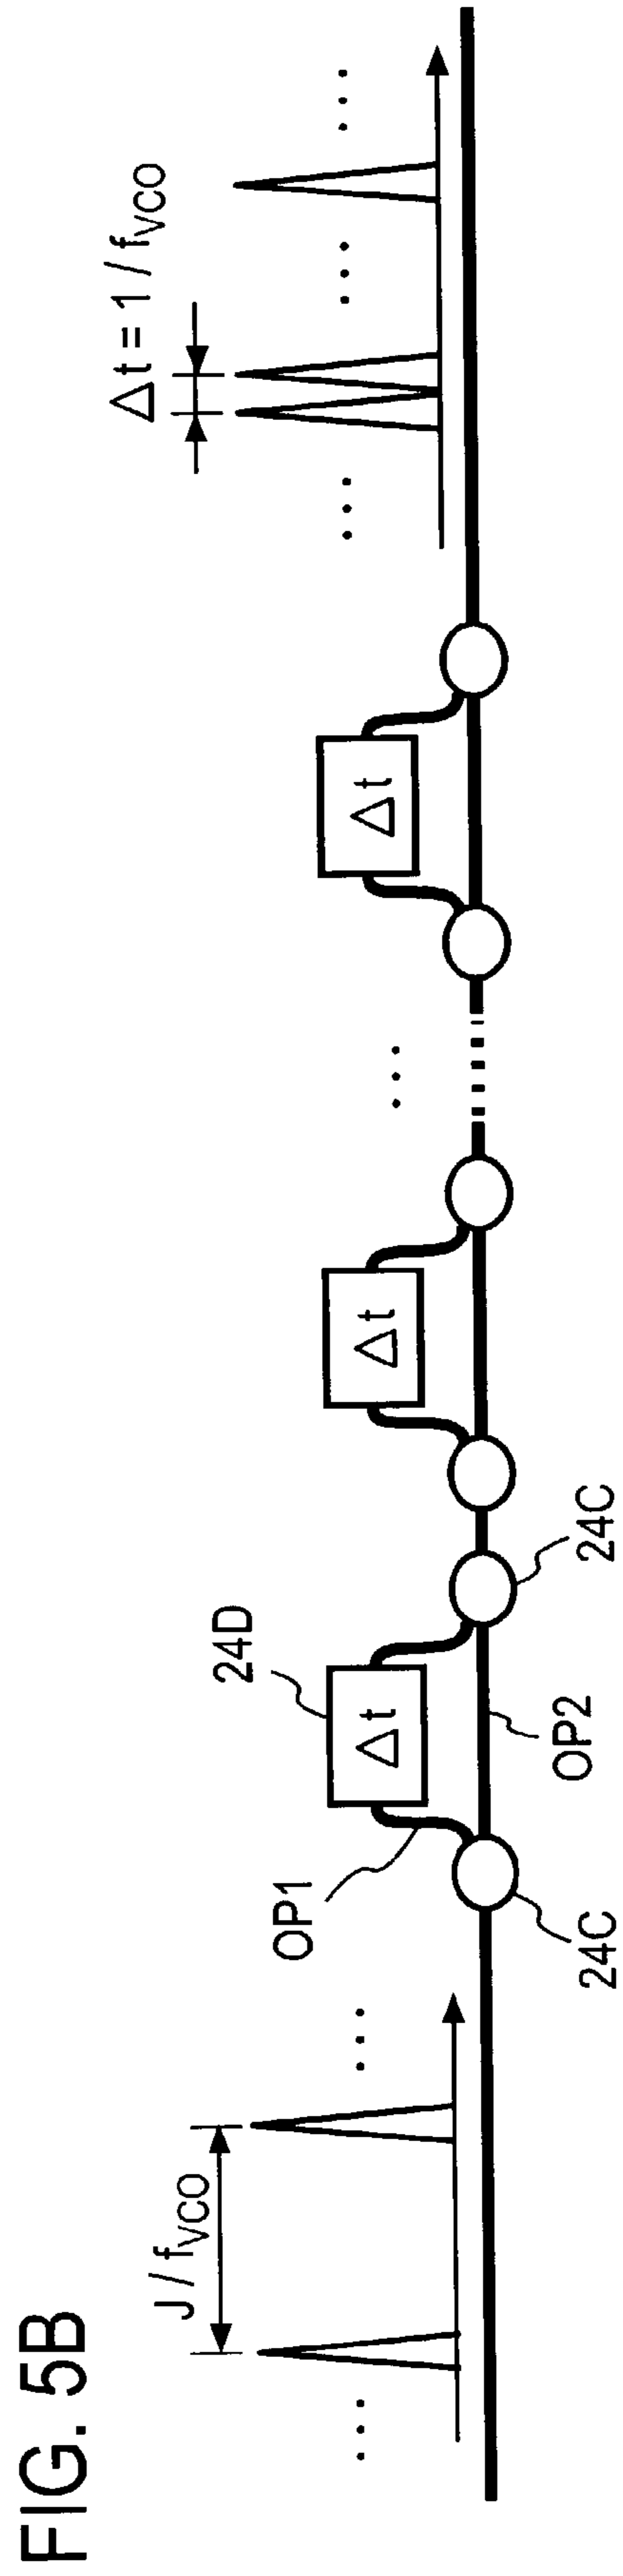 FIG. 5B
J / fVCO
Δt = 1 / fVCO
OP1
24D
Δt
Δt
Δt
24C
OP2
24C